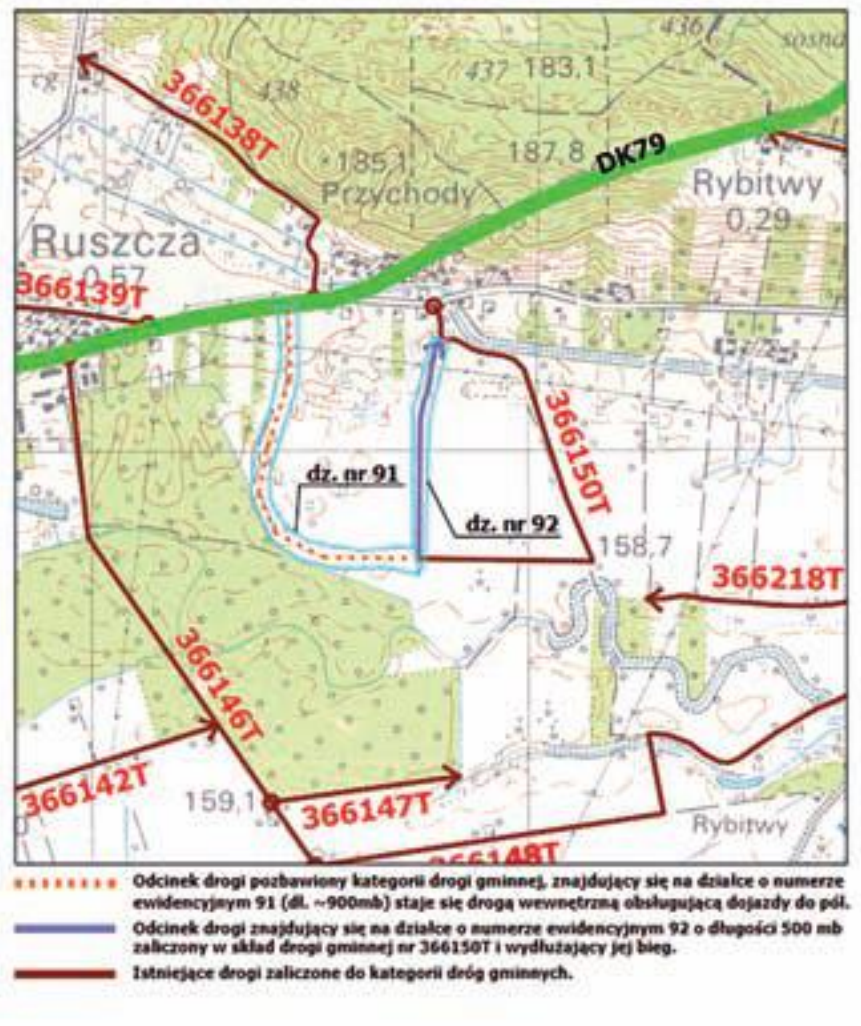 436
sosna
437
183,1
cg
438
366138T
185,1
187,8
DK79
Przychody
Rybitwy
0,29
Ruszcza
0,57
366139T
366150T
dz. nr 91
dz. nr 92
158,7
366218T
366146T
366142T
159,1
366147T
Rybitwy
366148T
Odcinek drogi pozbawiony kategorii drogi gminnej, znajdujący się na działce o numerze
ewidencyjnym 91 (dł. ~900mb) staje się drogą wewnętrzną obsługującą dojazdy do pól.
Odcinek drogi znajdujący się na działce o numerze ewidencyjnym 92 o długości 500 mb
zaliczony w skład drogi gminnej nr 366150T i wydłużający jej bieg.
Istniejące drogi zaliczone do kategorii dróg gminnych.